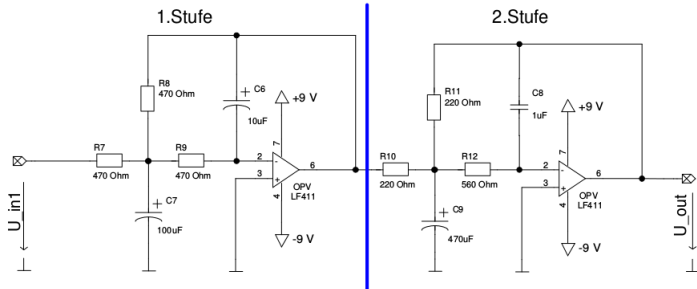 1.Stufe
2.Stufe
R8
470 Ohm
C6
10uF
+9 V
7
R7
470 Ohm
R9
470 Ohm
2
3
6
4
OPV
LF411
C7
100uF
-9 V
U_in1
R11
220 Ohm
C8
1uF
+9 V
7
R10
220 Ohm
R12
560 Ohm
2
3
6
4
OPV
LF411
C9
470uF
-9 V
U_out